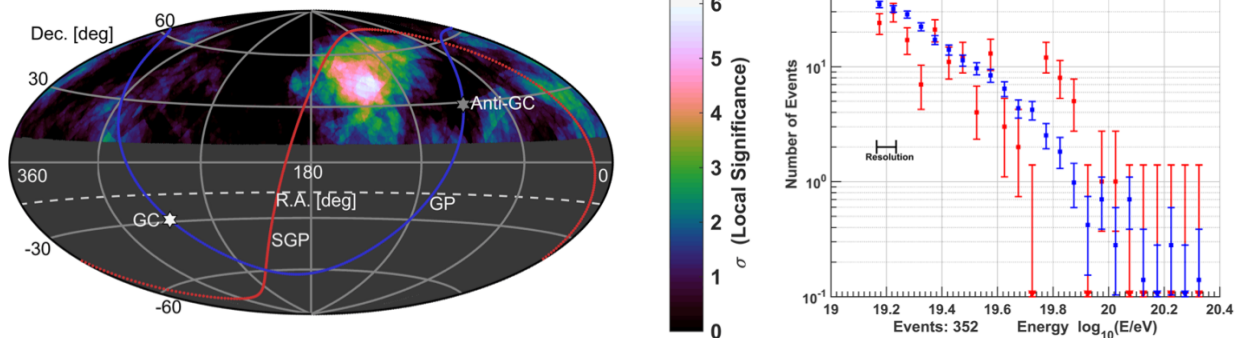 Dec. [deg]
60
30
Anti-GC
360
180
0
R.A. [deg]
GP
GC
SGP
-30
-60
6
5
4
3
2
1
0
σ (Local Significance)
Number of Events
10¹
10⁰
10⁻¹
Resolution
19 19.2 19.4 19.6 19.8 20 20.2 20.4
Events: 352 Energy log₁₀(E/eV)